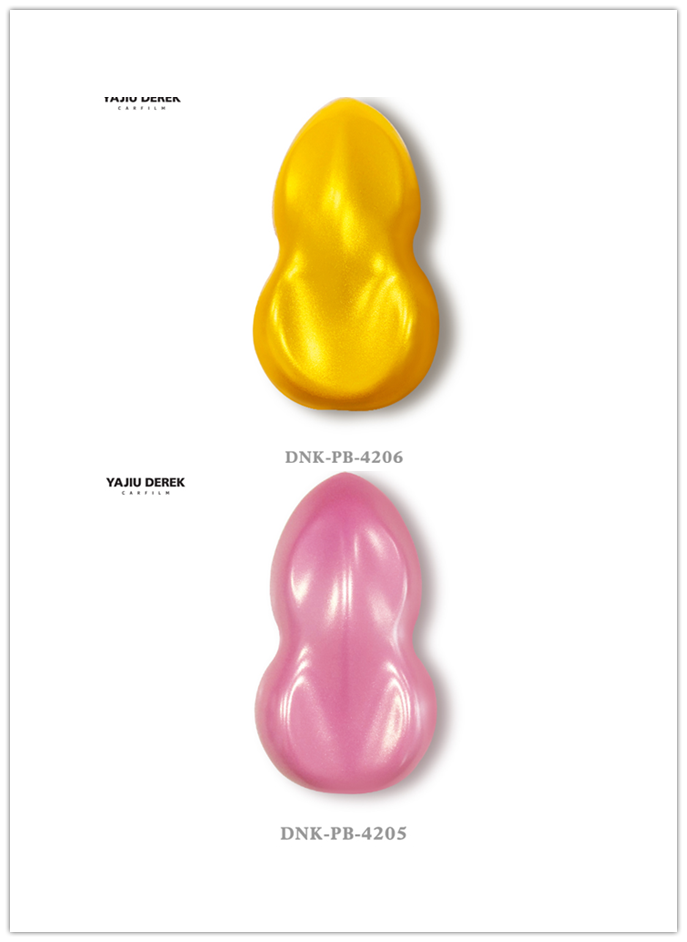 YAJIU DEREK
CARFILM
DNK-PB-4206
YAJIU DEREK
CARFILM
DNK-PB-4205